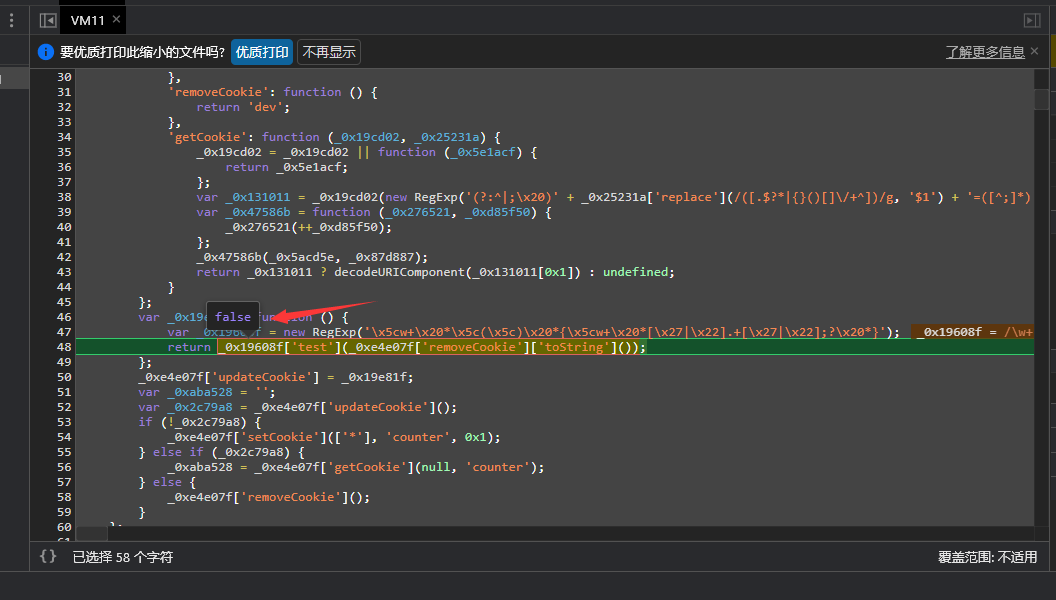 VM11 ×
要优质打印此缩小的文件吗? 优质打印 不再显示 了解更多信息 ×
30 },
31 'removeCookie': function () {
32 return 'dev';
33 },
34 'getCookie': function (_0x19cd02, _0x25231a) {
35 _0x19cd02 = _0x19cd02 || function (_0x5e1acf) {
36 return _0x5e1acf;
37 };
38 var _0x131011 = _0x19cd02(new RegExp('(?:^|;\x20)' + _0x25231a['replace'](/([.$?*|{}()[]\/+^])/g, '$1') + '=([^;]*)
39 var _0x47586b = function (_0x276521, _0xd85f50) {
40 _0x276521(++_0xd85f50);
41 };
42 _0x47586b(_0x5acd5e, _0x87d887);
43 return _0x131011 ? decodeURIComponent(_0x131011[0x1]) : undefined;
44 }
45 };
46 var false () {
47 var = new RegExp('\x5cw+\x20*\x5c(\x5c)\x20*{\x5cw+\x20*[\x27|\x22].+[\x27|\x22];?\x20*}'); _0x19608f = /\w+
48 return _0x19608f['test'](_0xe4e07f['removeCookie']['toString']());
49 };
50 _0xe4e07f['updateCookie'] = _0x19e81f;
51 var _0xaba528 = '';
52 var _0x2c79a8 = _0xe4e07f['updateCookie']();
53 if (!_0x2c79a8) {
54 _0xe4e07f['setCookie'](['*'], 'counter', 0x1);
55 } else if (_0x2c79a8) {
56 _0xaba528 = _0xe4e07f['getCookie'](null, 'counter');
57 } else {
58 _0xe4e07f['removeCookie']();
59 }
60
{} 已选择 58 个字符 覆盖范围: 不适用